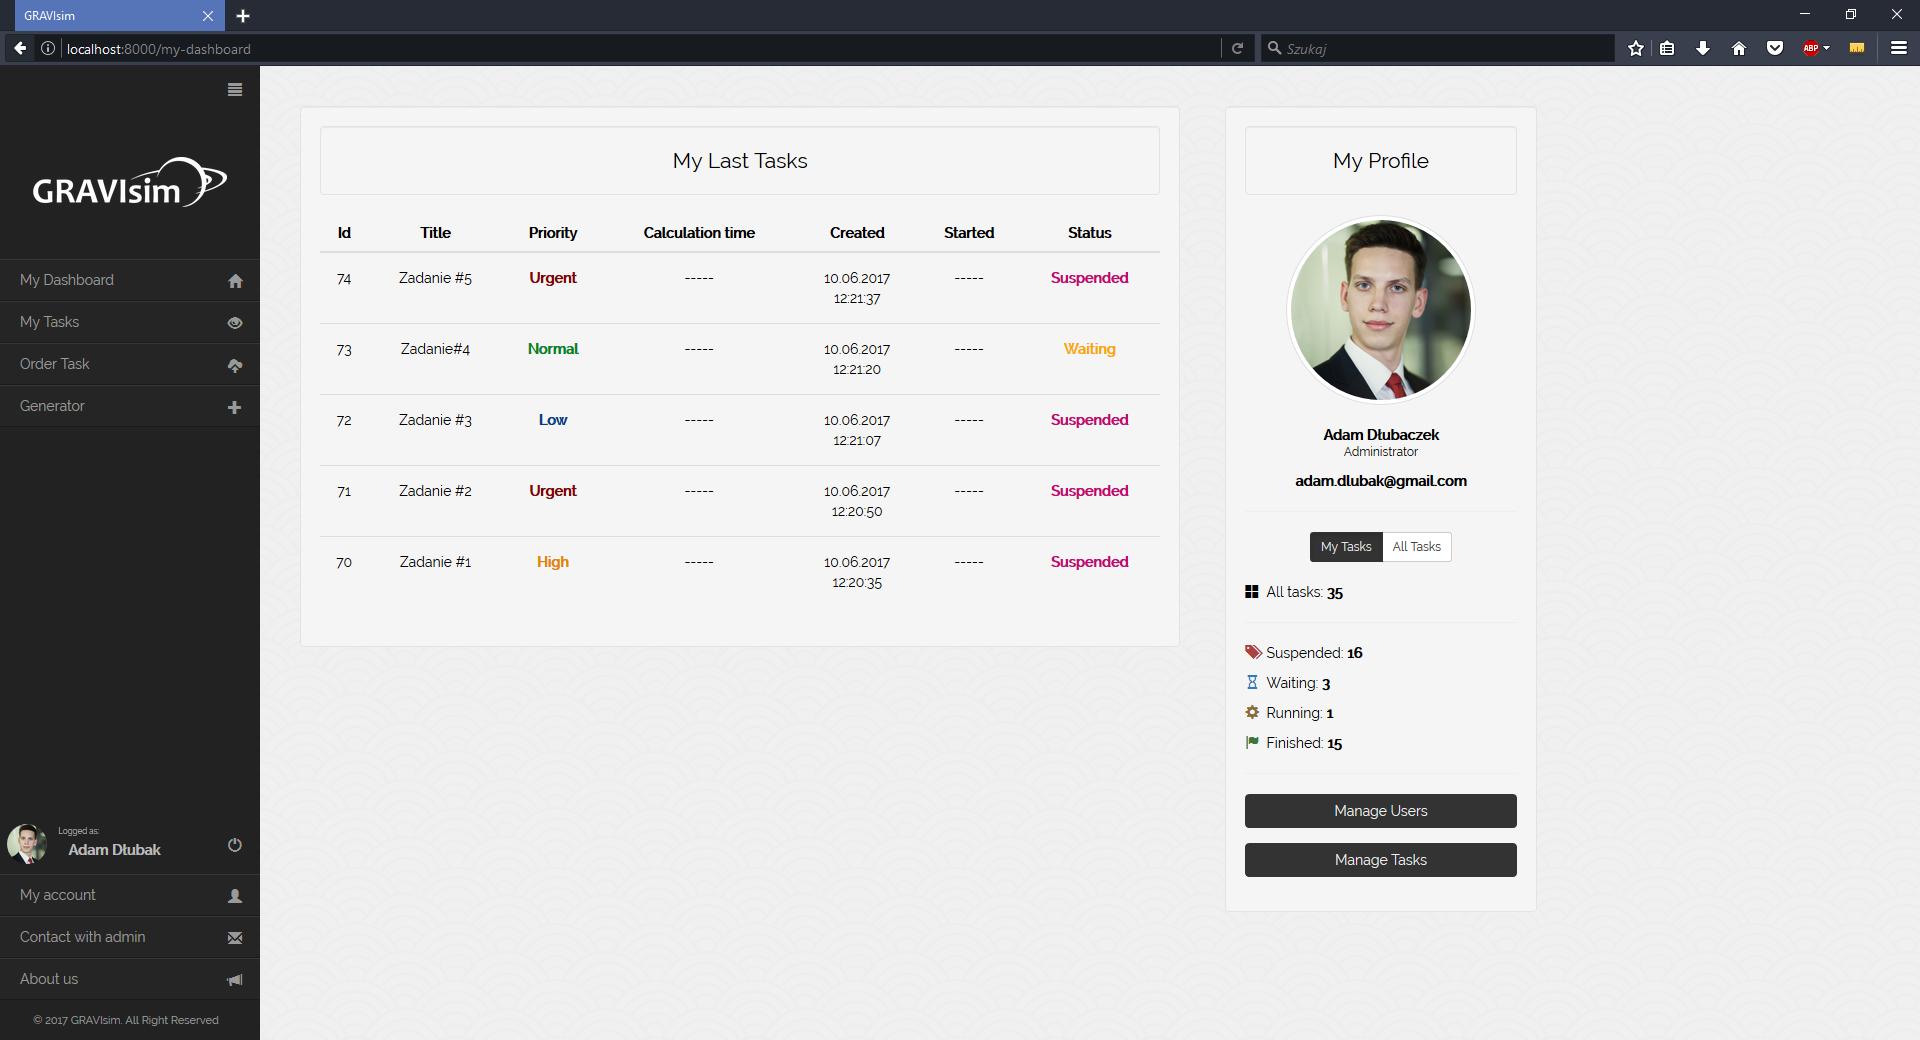 GRAVIsim
localhost:8000/my-dashboard
Szukaj
ABP
GRAVIsim
My Dashboard
My Tasks
Order Task
Generator
Logged as:
Adam Dłubak
My account
Contact with admin
About us
© 2017 GRAVIsim. All Right Reserved
My Last Tasks
Id Title Priority Calculation time Created Started Status
74 Zadanie #5 Urgent ----- 10.06.2017 ----- Suspended
12:21:37
73 Zadanie#4 Normal ----- 10.06.2017 ----- Waiting
12:21:20
72 Zadanie #3 Low ----- 10.06.2017 ----- Suspended
12:21:07
71 Zadanie #2 Urgent ----- 10.06.2017 ----- Suspended
12:20:50
70 Zadanie #1 High ----- 10.06.2017 ----- Suspended
12:20:35
My Profile
Adam Dłubaczek
Administrator
adam.dlubak@gmail.com
My Tasks All Tasks
All tasks: 35
Suspended: 16
Waiting: 3
Running: 1
Finished: 15
Manage Users
Manage Tasks